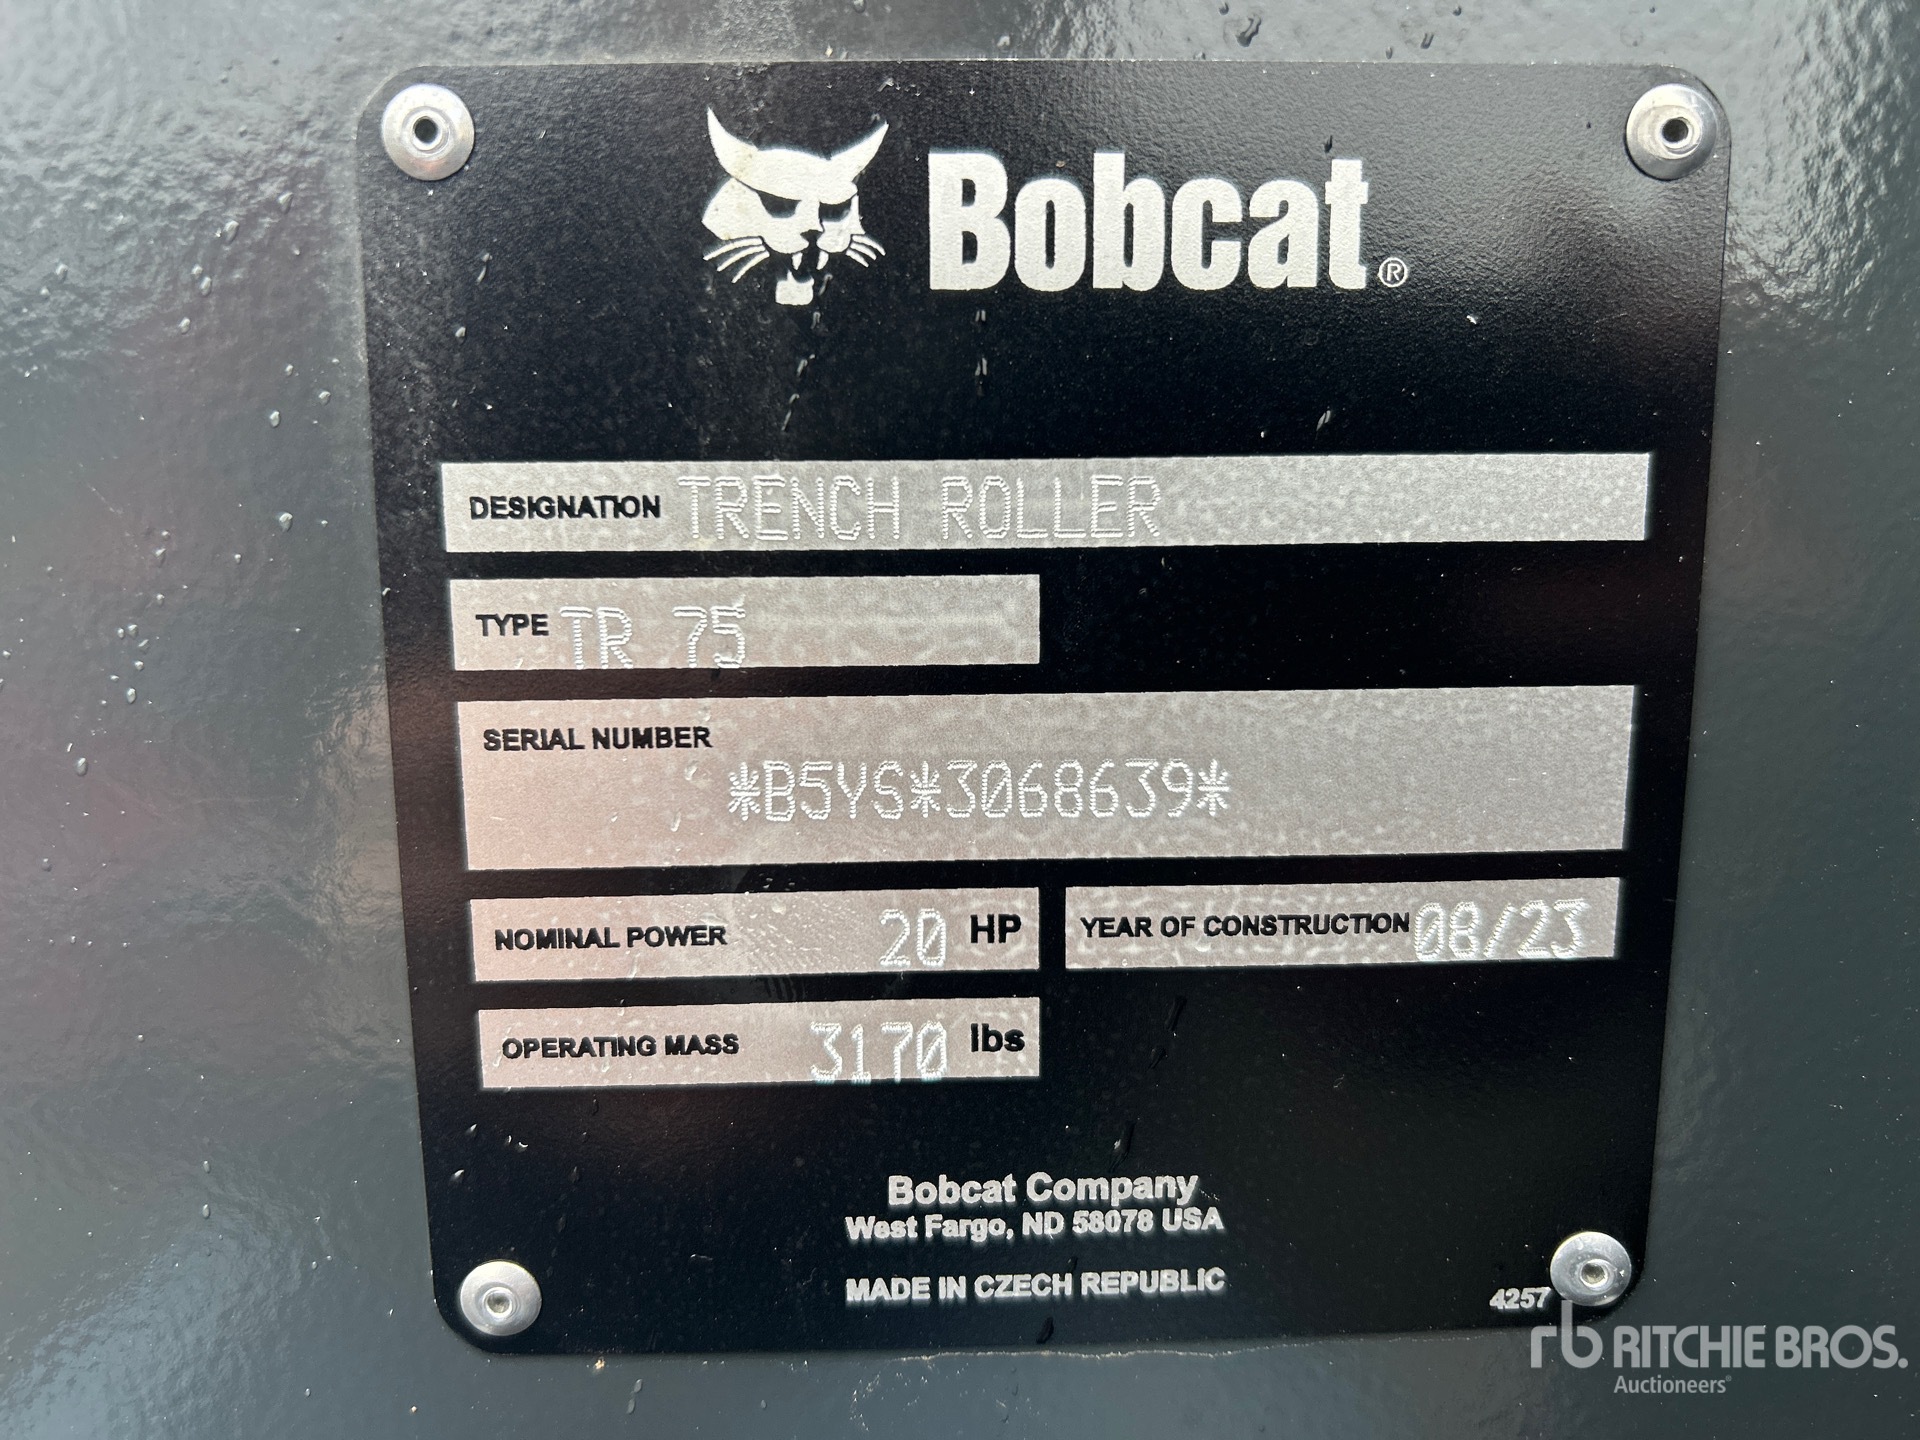 Bobcat®
DESIGNATION TRENCH ROLLER
TYPE TR 75
SERIAL NUMBER
*B5YS*3068639*
NOMINAL POWER 20 HP
YEAR OF CONSTRUCTION 08/23
OPERATING MASS 3170 lbs
Bobcat Company
West Fargo, ND 58078 USA
MADE IN CZECH REPUBLIC
4257
rb RITCHIE BROS.
Auctioneers®